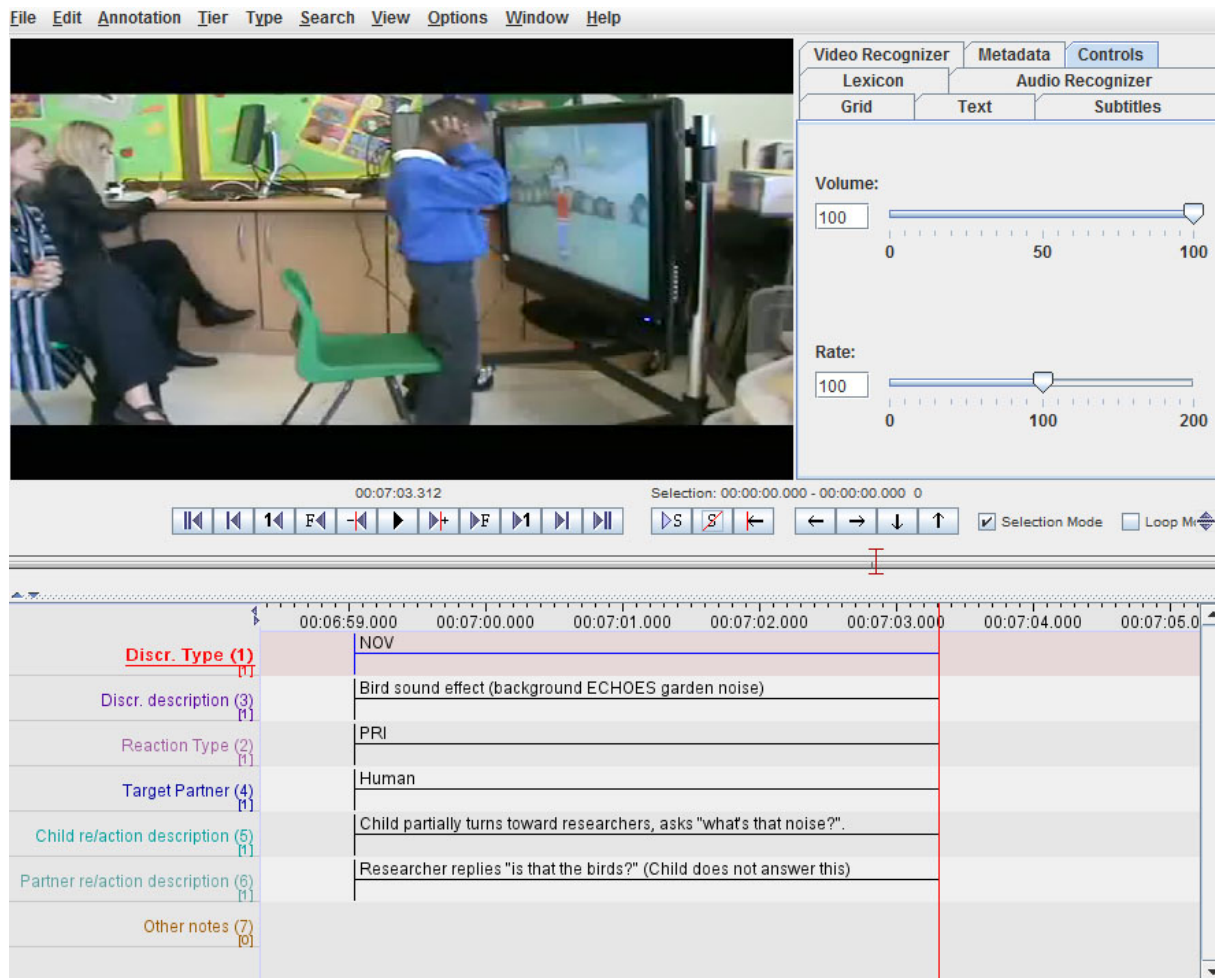 File Edit Annotation Tier Type Search View Options Window Help
Video Recognizer Metadata Controls
Lexicon Audio Recognizer
Grid Text Subtitles
Volume:
100
0 50 100
Rate:
100
0 100 200
00:07:03.312
Selection: 00:00:00.000 - 00:00:00.000 0
1 F F 1 S S Selection Mode Loop
00:06:59.000 00:07:00.000 00:07:01.000 00:07:02.000 00:07:03.000 00:07:04.000 00:07:05.0
Discr. Type (1) NOV
[1]
Discr. description (3) Bird sound effect (background ECHOES garden noise)
[1]
Reaction Type (2) PRI
[1]
Target Partner (4) Human
[1]
Child re/action description (5) Child partially turns toward researchers, asks "what's that noise?".
[1]
Partner re/action description (6) Researcher replies "is that the birds?" (Child does not answer this)
[1]
Other notes (7)
[0]